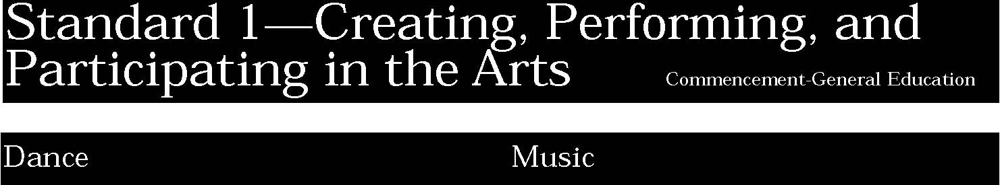 Standard 1—Creating, Performing, and
Participating in the Arts
Commencement-General Education
Dance
Music